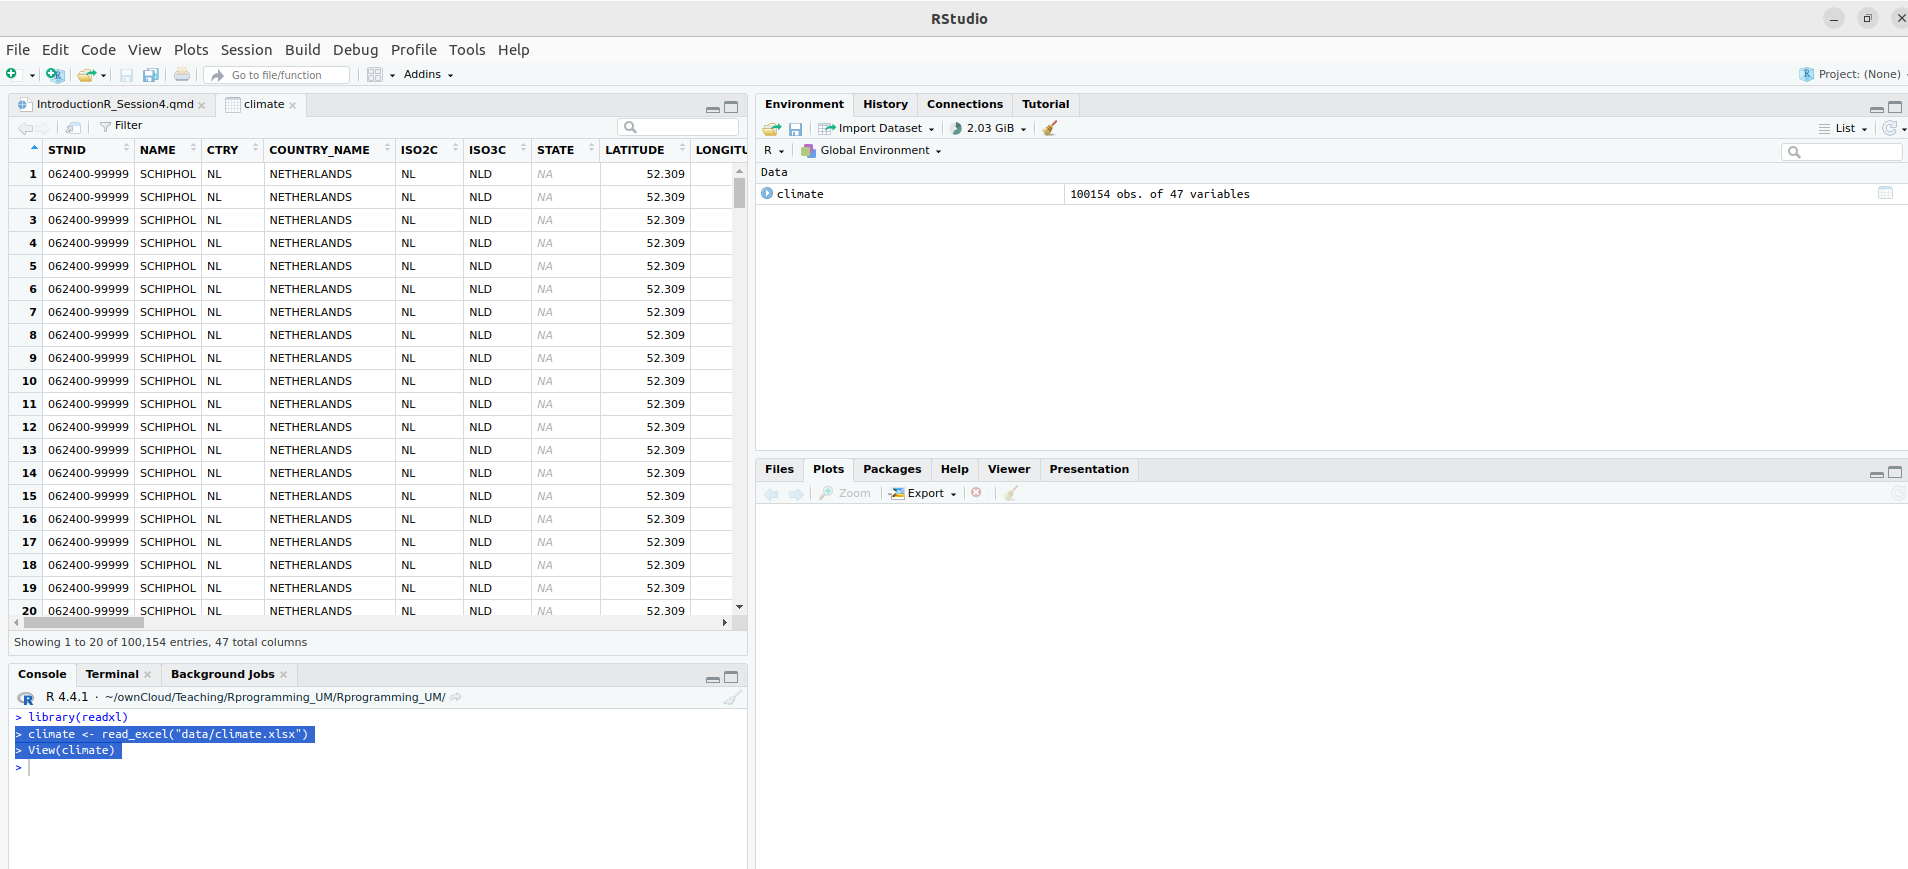 RStudio
File Edit Code View Plots Session Build Debug Profile Tools Help
Go to file/function Addins Project: (None)
IntroductionR_Session4.qmd climate
Filter
STNID NAME CTRY COUNTRY_NAME ISO2C ISO3C STATE LATITUDE LONGITU
1 062400-99999 SCHIPHOL NL NETHERLANDS NL NLD NA 52.309
2 062400-99999 SCHIPHOL NL NETHERLANDS NL NLD NA 52.309
3 062400-99999 SCHIPHOL NL NETHERLANDS NL NLD NA 52.309
4 062400-99999 SCHIPHOL NL NETHERLANDS NL NLD NA 52.309
5 062400-99999 SCHIPHOL NL NETHERLANDS NL NLD NA 52.309
6 062400-99999 SCHIPHOL NL NETHERLANDS NL NLD NA 52.309
7 062400-99999 SCHIPHOL NL NETHERLANDS NL NLD NA 52.309
8 062400-99999 SCHIPHOL NL NETHERLANDS NL NLD NA 52.309
9 062400-99999 SCHIPHOL NL NETHERLANDS NL NLD NA 52.309
10 062400-99999 SCHIPHOL NL NETHERLANDS NL NLD NA 52.309
11 062400-99999 SCHIPHOL NL NETHERLANDS NL NLD NA 52.309
12 062400-99999 SCHIPHOL NL NETHERLANDS NL NLD NA 52.309
13 062400-99999 SCHIPHOL NL NETHERLANDS NL NLD NA 52.309
14 062400-99999 SCHIPHOL NL NETHERLANDS NL NLD NA 52.309
15 062400-99999 SCHIPHOL NL NETHERLANDS NL NLD NA 52.309
16 062400-99999 SCHIPHOL NL NETHERLANDS NL NLD NA 52.309
17 062400-99999 SCHIPHOL NL NETHERLANDS NL NLD NA 52.309
18 062400-99999 SCHIPHOL NL NETHERLANDS NL NLD NA 52.309
19 062400-99999 SCHIPHOL NL NETHERLANDS NL NLD NA 52.309
20 062400-99999 SCHIPHOL NL NETHERLANDS NL NLD NA 52.309
Showing 1 to 20 of 100,154 entries, 47 total columns
Console Terminal Background Jobs
R 4.4.1 · ~/ownCloud/Teaching/Rprogramming_UM/Rprogramming_UM/
> library(readxl)
> climate <- read_excel("data/climate.xlsx")
> View(climate)
>
Environment History Connections Tutorial
Import Dataset 2.03 GiB List
R Global Environment
Data
climate 100154 obs. of 47 variables
Files Plots Packages Help Viewer Presentation
Zoom Export